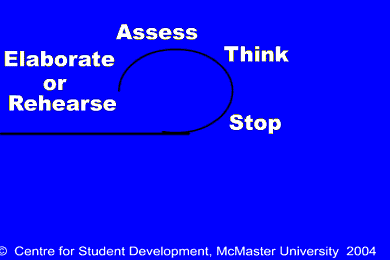 Assess
Elaborate
or
Rehearse
Think
Stop
© Centre for Student Development, McMaster University 2004